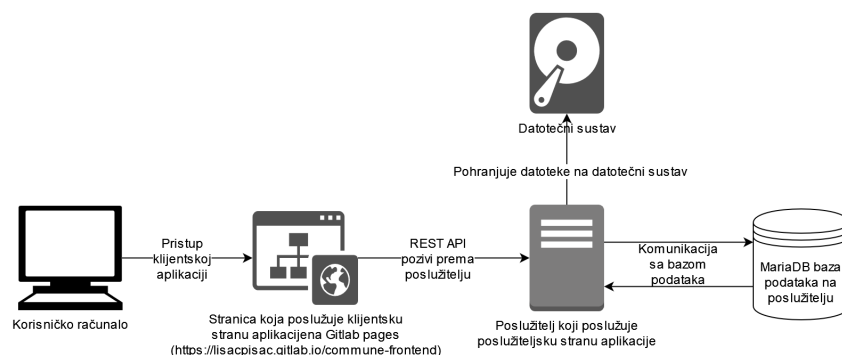 Datotečni sustav
Pohranjuje datoteke na datotečni sustav
Pristup
klijentskoj
aplikaciji
REST API
pozivi prema
poslužitelju
Komunikacija
sa bazom
podataka
MariaDB baza
podataka na
poslužitelju
Korisničko računalo
Stranica koja poslužuje klijentsku
stranu aplikacijena Gitlab pages
(https://lisacpisac.gitlab.io/commune-frontend)
Poslužitelj koji poslužuje
poslužiteljsku stranu aplikacije